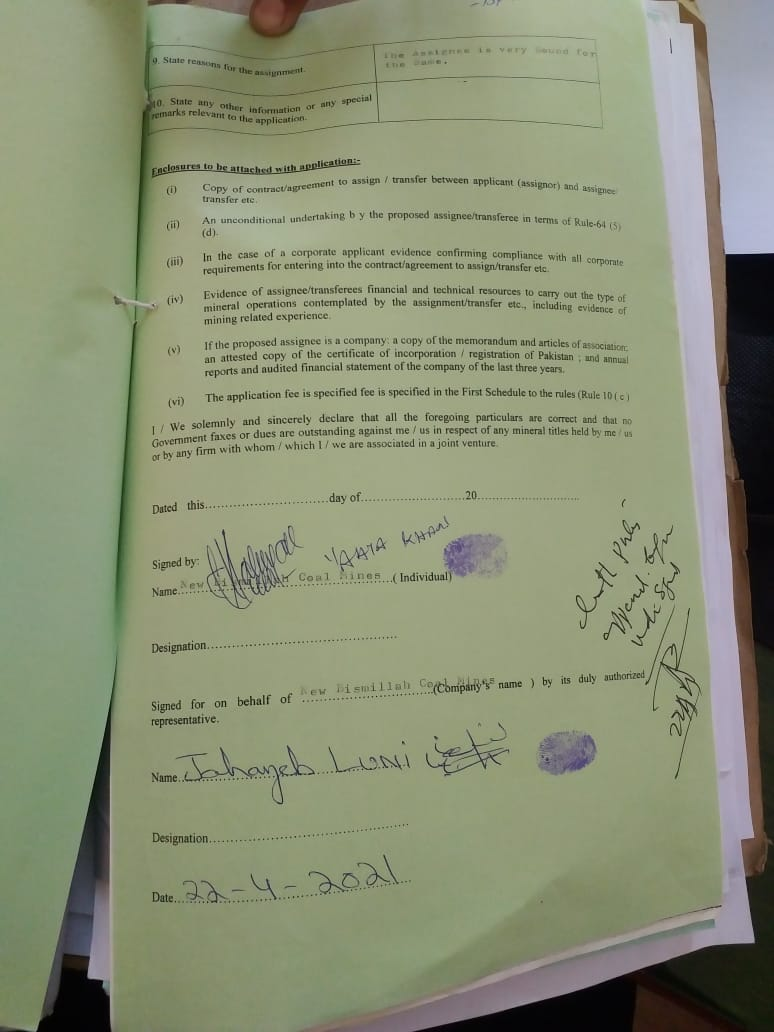 9. State reasons for the assignment.
The Assignee is very sound for
the same.
10. State any other information or any special
remarks relevant to the application.
Enclosures to be attached with application:-
(i) Copy of contract/agreement to assign / transfer between applicant (assignor) and assignee
transfer etc.
(ii) An unconditional undertaking b y the proposed assignee/transferee in terms of Rule-64 (5)
(d).
(iii) In the case of a corporate applicant evidence confirming compliance with all corporate
requirements for entering into the contract/agreement to assign/transfer etc.
(iv) Evidence of assignee/transferees financial and technical resources to carry out the type of
mineral operations contemplated by the assignment/transfer etc., including evidence of
mining related experience.
(v) If the proposed assignee is a company: a copy of the memorandum and articles of association;
an attested copy of the certificate of incorporation / registration of Pakistan ; and annual
reports and audited financial statement of the company of the last three years.
(vi) The application fee is specified fee is specified in the First Schedule to the rules (Rule 10 ( c )
I / We solemnly and sincerely declare that all the foregoing particulars are correct and that no
Government faxes or dues are outstanding against me / us in respect of any mineral titles held by me / us
or by any firm with whom / which I / we are associated in a joint venture.
Dated this..............................day of..........................20..........................
Signed by: YAHYA KHAN
Name New Bismillah Coal Mines...( Individual)
Designation..................................................
Signed for on behalf of New Bismillah Coal Mines (Company's name ) by its duly authorized
representative.
Name. Jahazeb LUNI
Designation..................................................
Date 22-4-2021